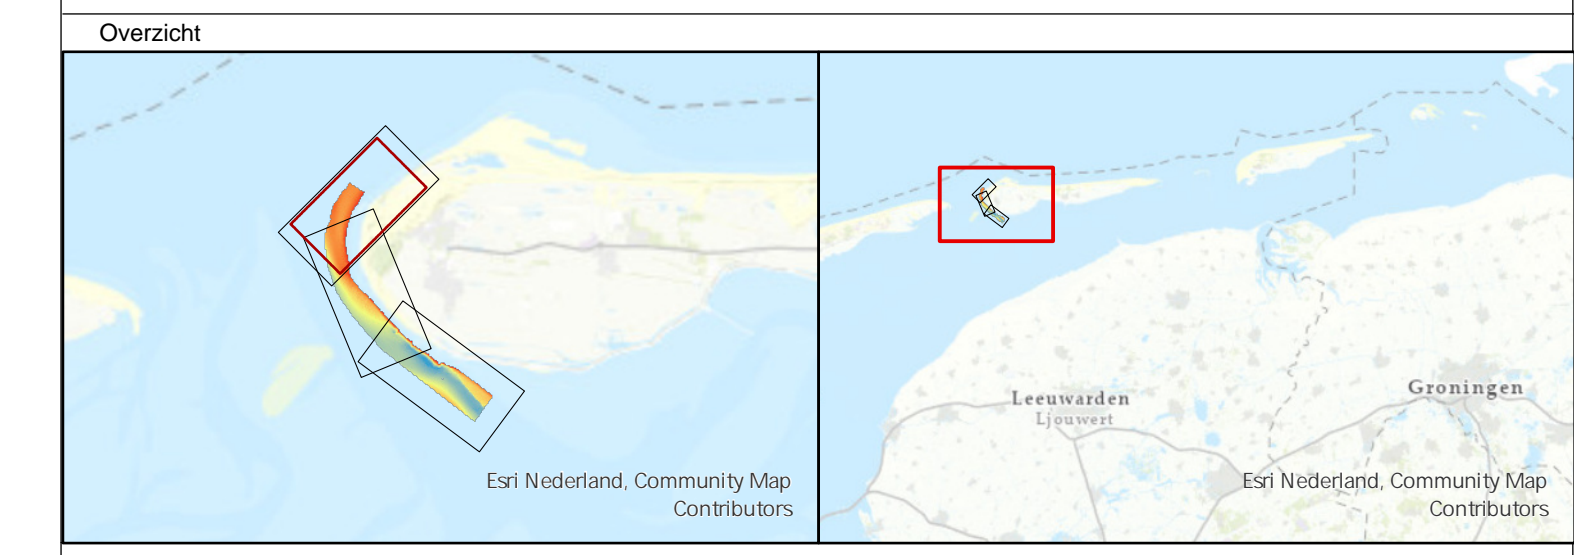 Overzicht
Esri Nederland, Community Map
Contributors
Leeuwarden
Ljouwert
Groningen
Esri Nederland, Community Map
Contributors